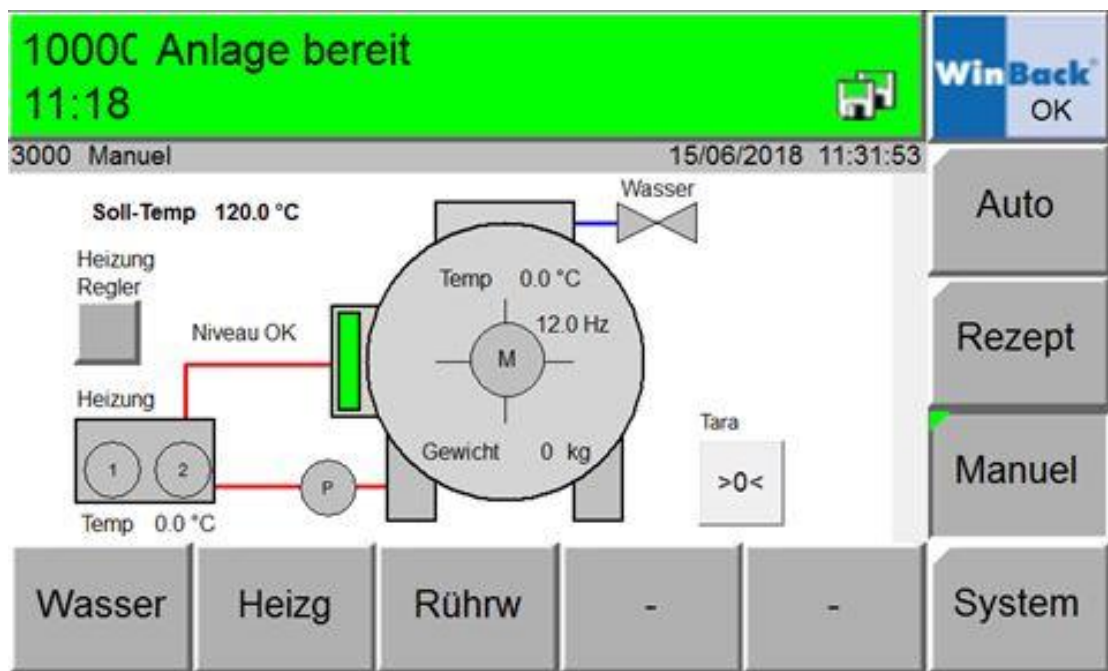 10000 Anlage bereit
11:18
WinBack
OK
3000 Manuel 15/06/2018 11:31:53
Auto
Wasser
Soll-Temp 120.0 °C
Heizung
Regler
Temp 0.0 °C
12.0 Hz
Niveau OK
M
Rezept
Heizung
1 2
P
Temp 0.0 °C
Gewicht 0 kg
Tara
>0<
Manuel
Wasser
Heizg
Rührw
-
-
System